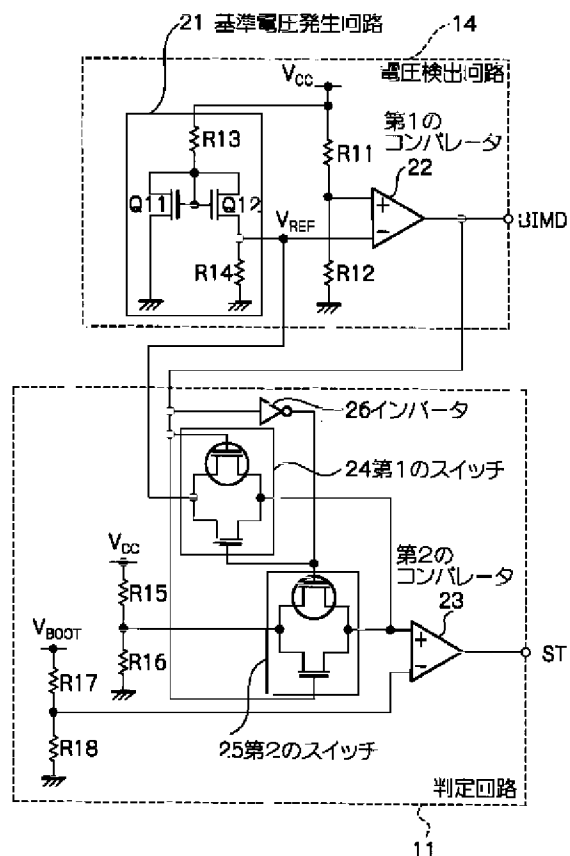 21 基準電圧発生回路
14
電圧検出回路
VCC
R13
R11
第1の
コンパレータ
22
Q11
Q12
VREF
+
−
BIMD
R14
R12
26インバータ
24第1のスイッチ
VCC
R15
第2の
コンパレータ
23
VBOOT
R16
+
−
ST
R17
R18
25第2のスイッチ
判定回路
11